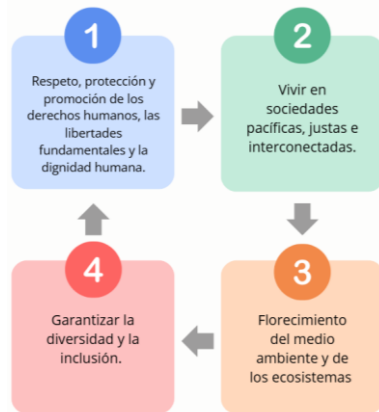 1
Respeto, protección y
promoción de los
derechos humanos, las
libertades
fundamentales y la
dignidad humana.
2
Vivir en
sociedades
pacíficas, justas e
interconectadas.
3
Florecimiento
del medio
ambiente y de
los ecosistemas
4
Garantizar la
diversidad y la
inclusión.